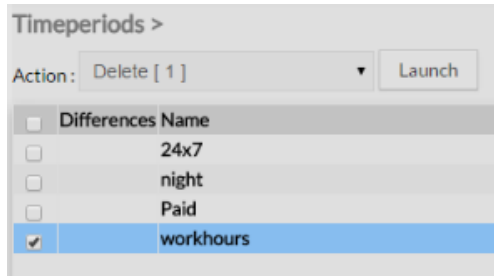 Timeperiods >
Action : Delete [ 1 ] Launch
Differences Name
24x7
night
Paid
workhours